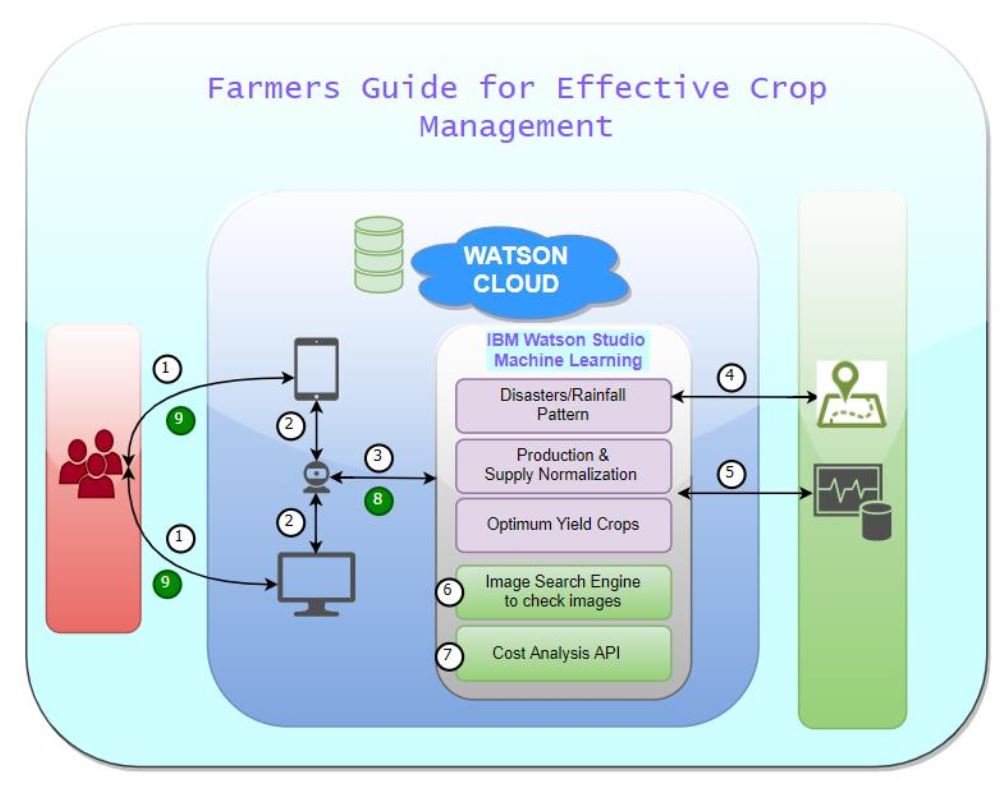 Farmers Guide for Effective Crop
Management
WATSON
CLOUD
IBM Watson Studio
Machine Learning
Disasters/Rainfall
Pattern
Production &
Supply Normalization
Optimum Yield Crops
Image Search Engine
to check images
Cost Analysis API
1
9
2
3
8
2
1
9
4
5
6
7